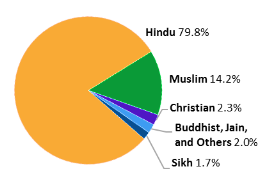 Hindu 79.8%
Muslim 14.2%
Christian 2.3%
Buddhist, Jain,
and Others 2.0%
Sikh 1.7%